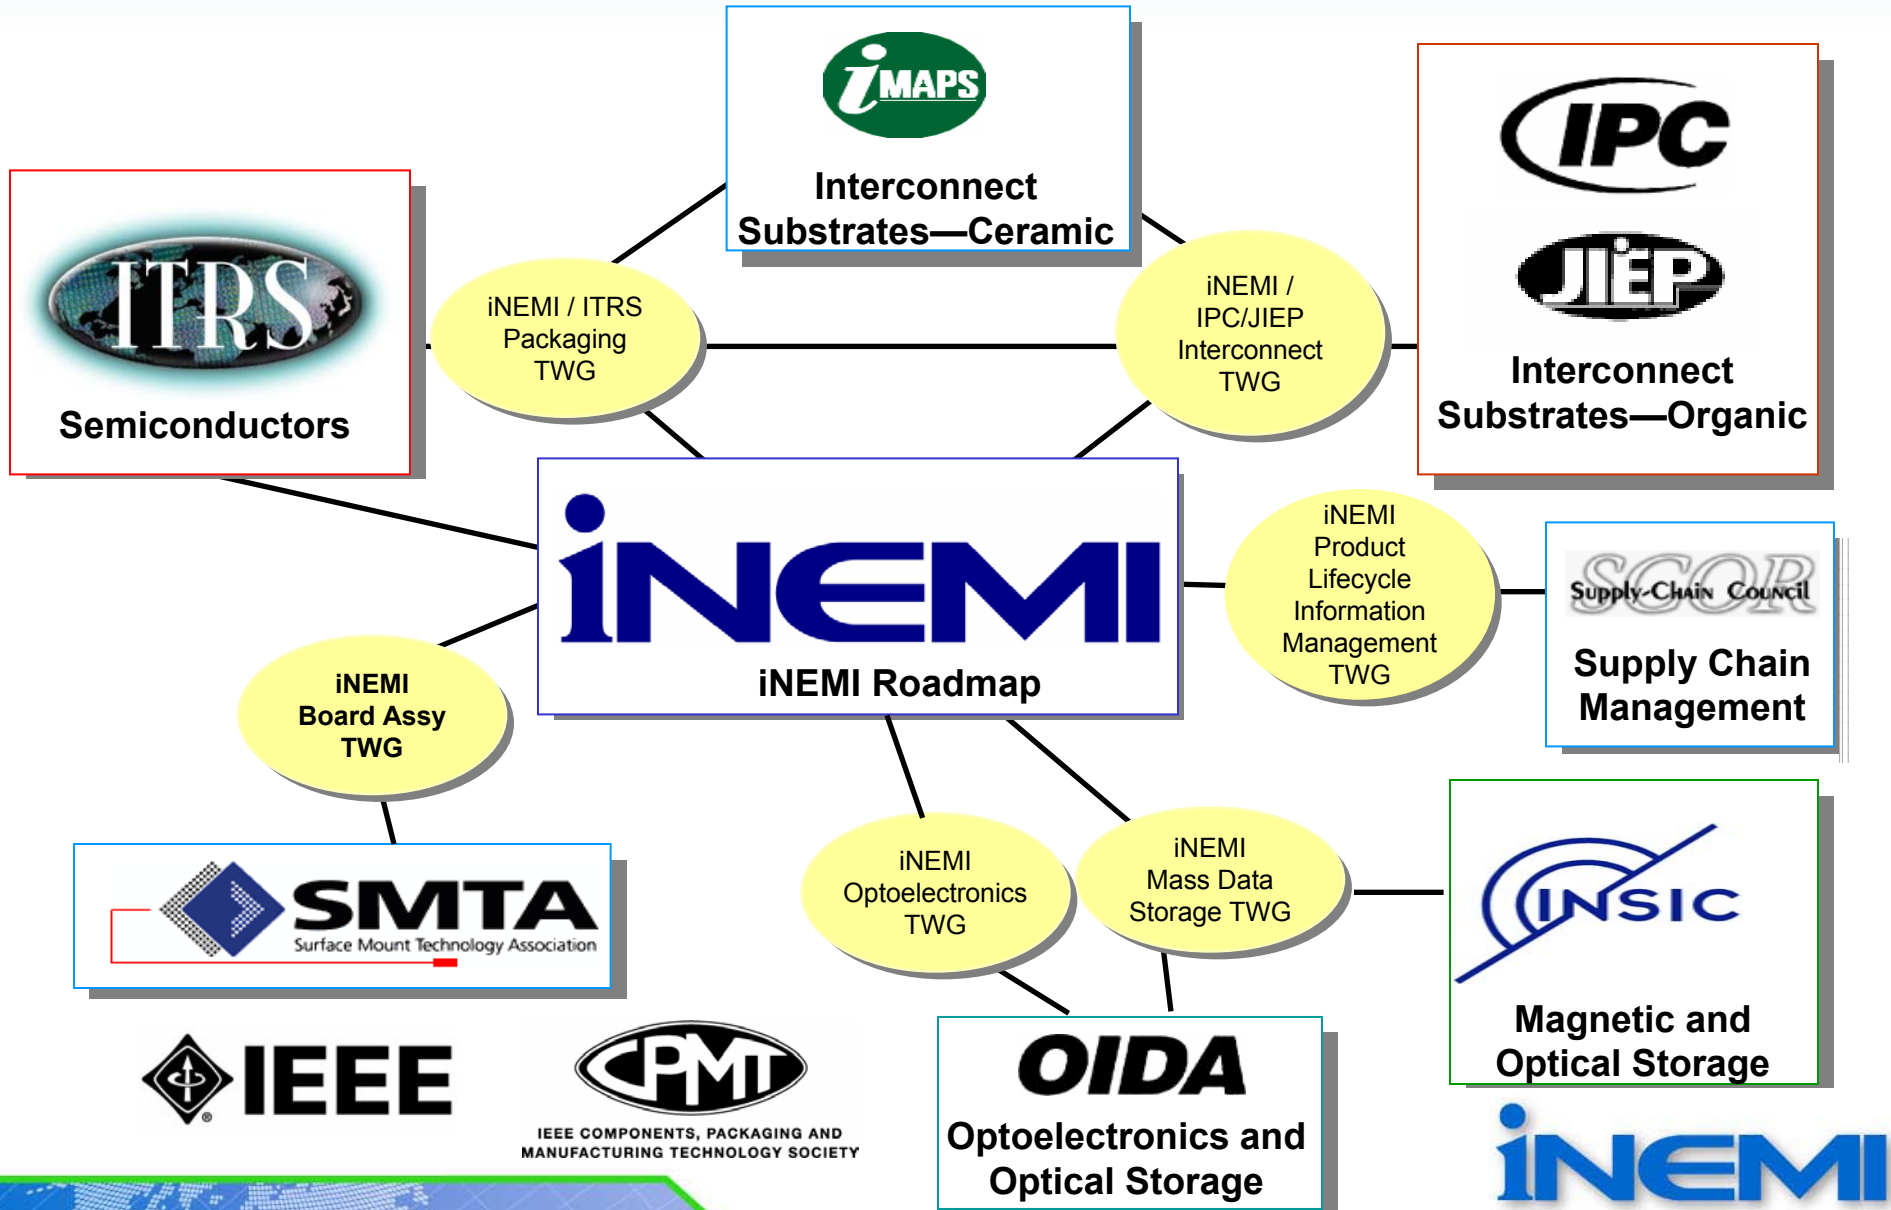 iMAPS
Interconnect
Substrates—Ceramic
IPC
JIEP
Interconnect
Substrates—Organic
ITRS
Semiconductors
iNEMI / ITRS
Packaging
TWG
iNEMI /
IPC/JIEP
Interconnect
TWG
iNEMI
iNEMI Roadmap
iNEMI
Product
Lifecycle
Information
Management
TWG
SCOR
Supply-Chain Council
Supply Chain
Management
iNEMI
Board Assy
TWG
SMTA
Surface Mount Technology Association
iNEMI
Optoelectronics
TWG
iNEMI
Mass Data
Storage TWG
INSIC
Magnetic and
Optical Storage
IEEE
CPMT
IEEE COMPONENTS, PACKAGING AND
MANUFACTURING TECHNOLOGY SOCIETY
OIDA
Optoelectronics and
Optical Storage
iNEMI